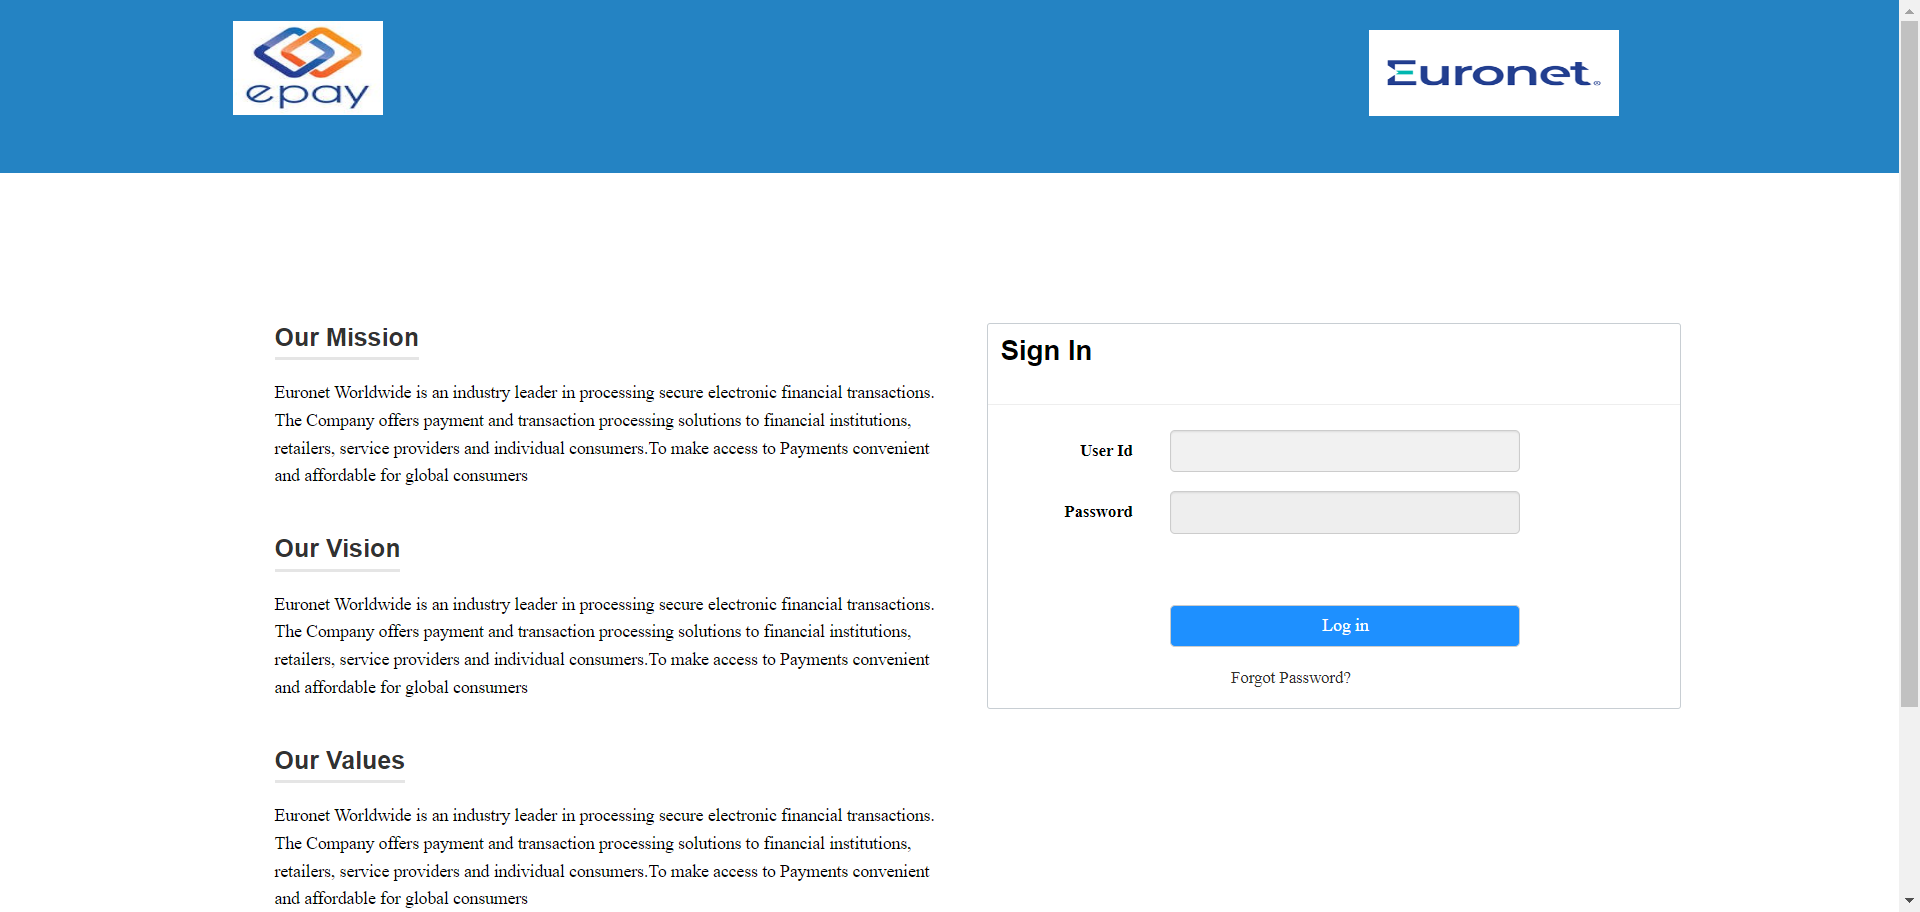 epay
Euronet®
Our Mission
Euronet Worldwide is an industry leader in processing secure electronic financial transactions.
The Company offers payment and transaction processing solutions to financial institutions,
retailers, service providers and individual consumers.To make access to Payments convenient
and affordable for global consumers
Our Vision
Euronet Worldwide is an industry leader in processing secure electronic financial transactions.
The Company offers payment and transaction processing solutions to financial institutions,
retailers, service providers and individual consumers.To make access to Payments convenient
and affordable for global consumers
Our Values
Euronet Worldwide is an industry leader in processing secure electronic financial transactions.
The Company offers payment and transaction processing solutions to financial institutions,
retailers, service providers and individual consumers.To make access to Payments convenient
and affordable for global consumers
Sign In
User Id
Password
Log in
Forgot Password?